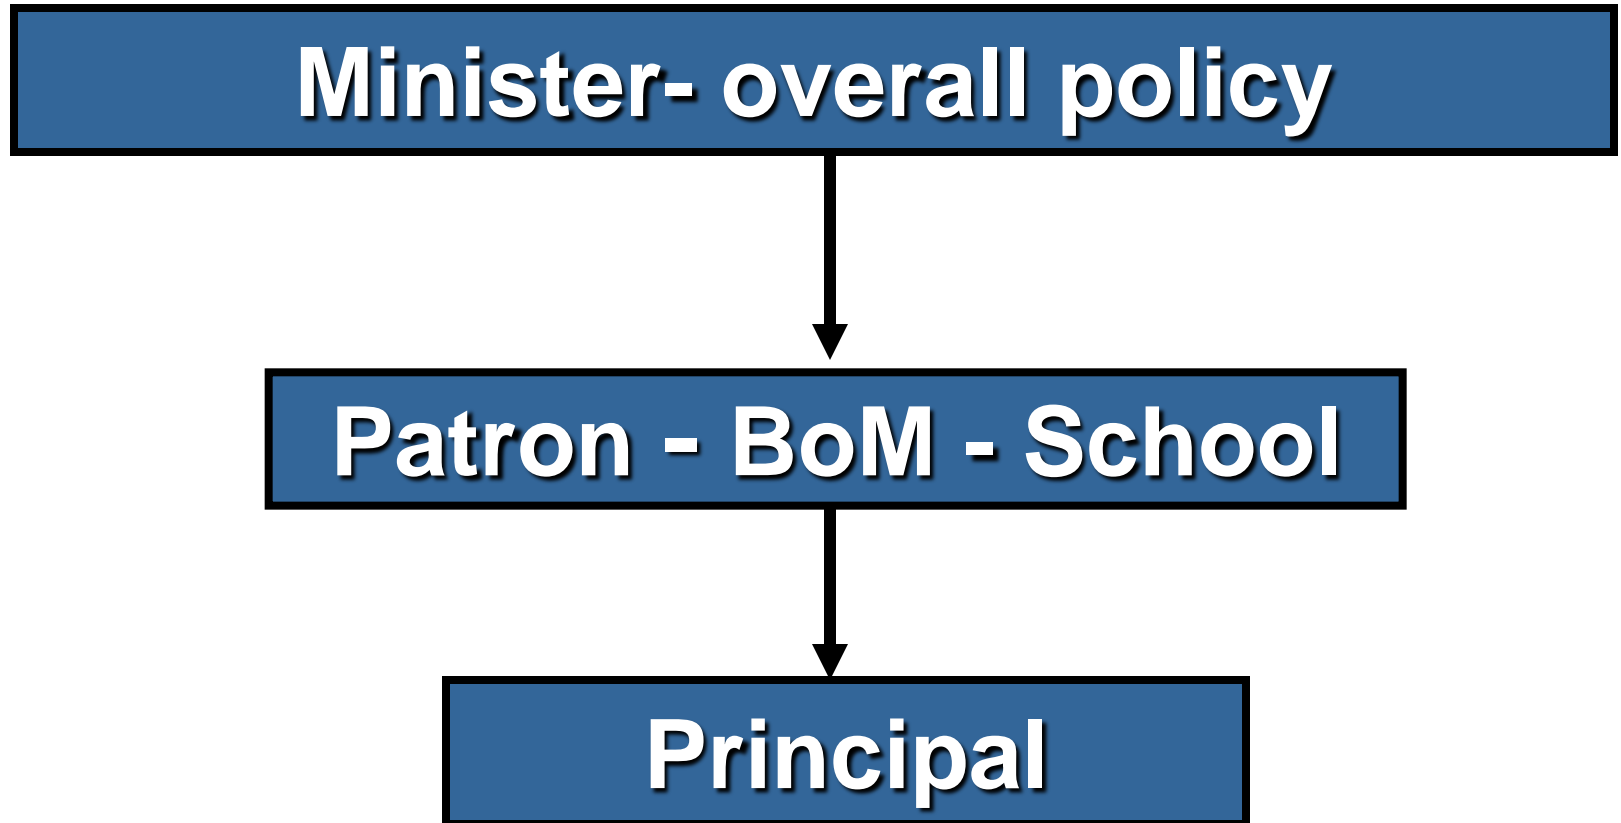 Minister- overall policy
Patron - BoM - School
Principal